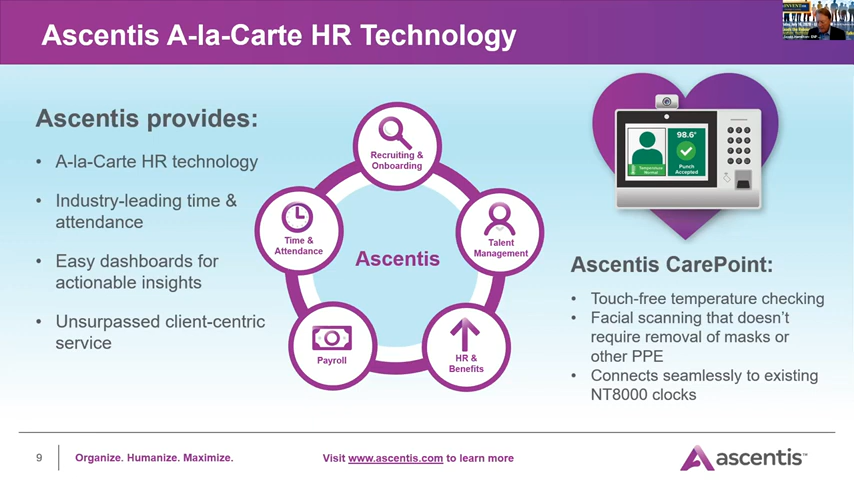 Ascentis A-la-Carte HR Technology
Ascentis provides:
• A-la-Carte HR technology
• Industry-leading time &
attendance
• Easy dashboards for
actionable insights
• Unsurpassed client-centric
service
Recruiting &
Onboarding
Time &
Attendance
Ascentis
Talent
Management
Payroll
HR &
Benefits
98.6°
Temperature
Normal
Punch
Accepted
Ascentis CarePoint:
• Touch-free temperature checking
• Facial scanning that doesn't
require removal of masks or
other PPE
• Connects seamlessly to existing
NT8000 clocks
9
Organize. Humanize. Maximize.
Visit www.ascentis.com to learn more
ascentis™